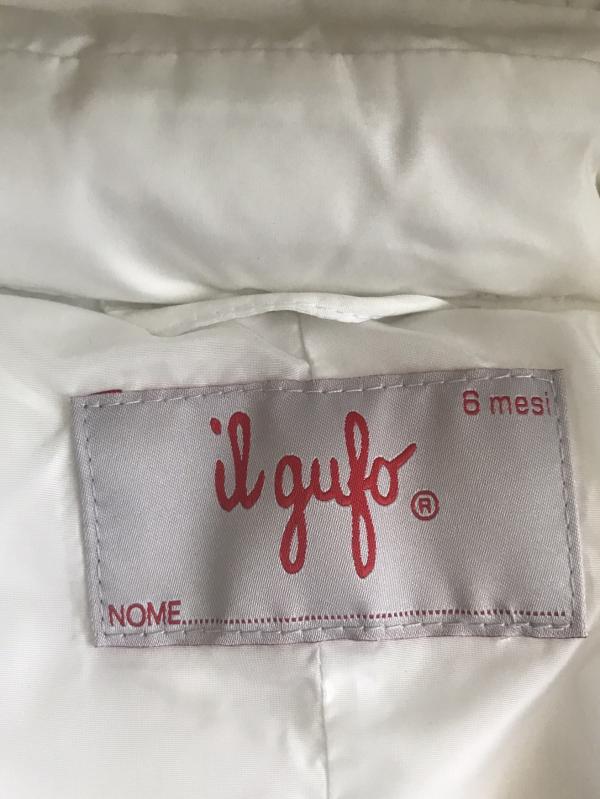 6 mesi
il gufo ®
NOME..............................